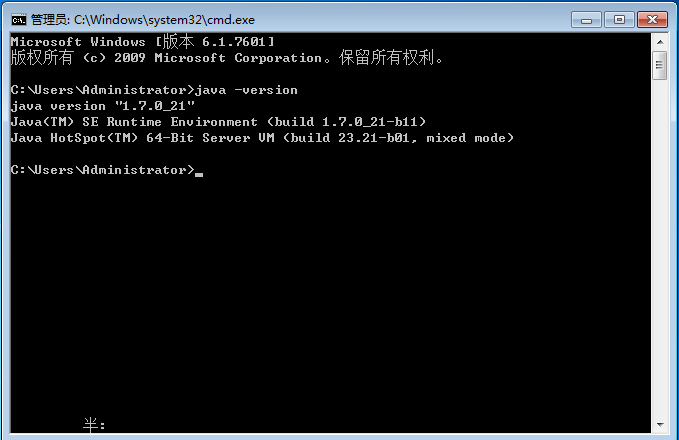 管理员: C:\Windows\system32\cmd.exe
Microsoft Windows [版本 6.1.7601]
版权所有 (c) 2009 Microsoft Corporation。保留所有权利。
C:\Users\Administrator>java -version
java version "1.7.0_21"
Java(TM) SE Runtime Environment (build 1.7.0_21-b11)
Java HotSpot(TM) 64-Bit Server VM (build 23.21-b01, mixed mode)
C:\Users\Administrator>_
半: